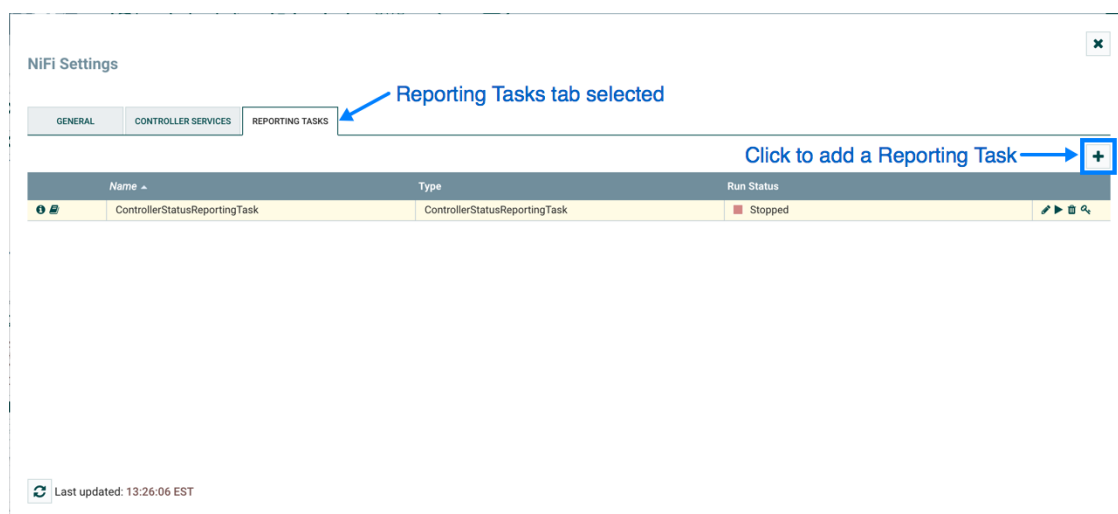 NiFi Settings
Reporting Tasks tab selected
GENERAL CONTROLLER SERVICES REPORTING TASKS
Click to add a Reporting Task
Name Type Run Status
ControllerStatusReportingTask ControllerStatusReportingTask Stopped
Last updated: 13:26:06 EST